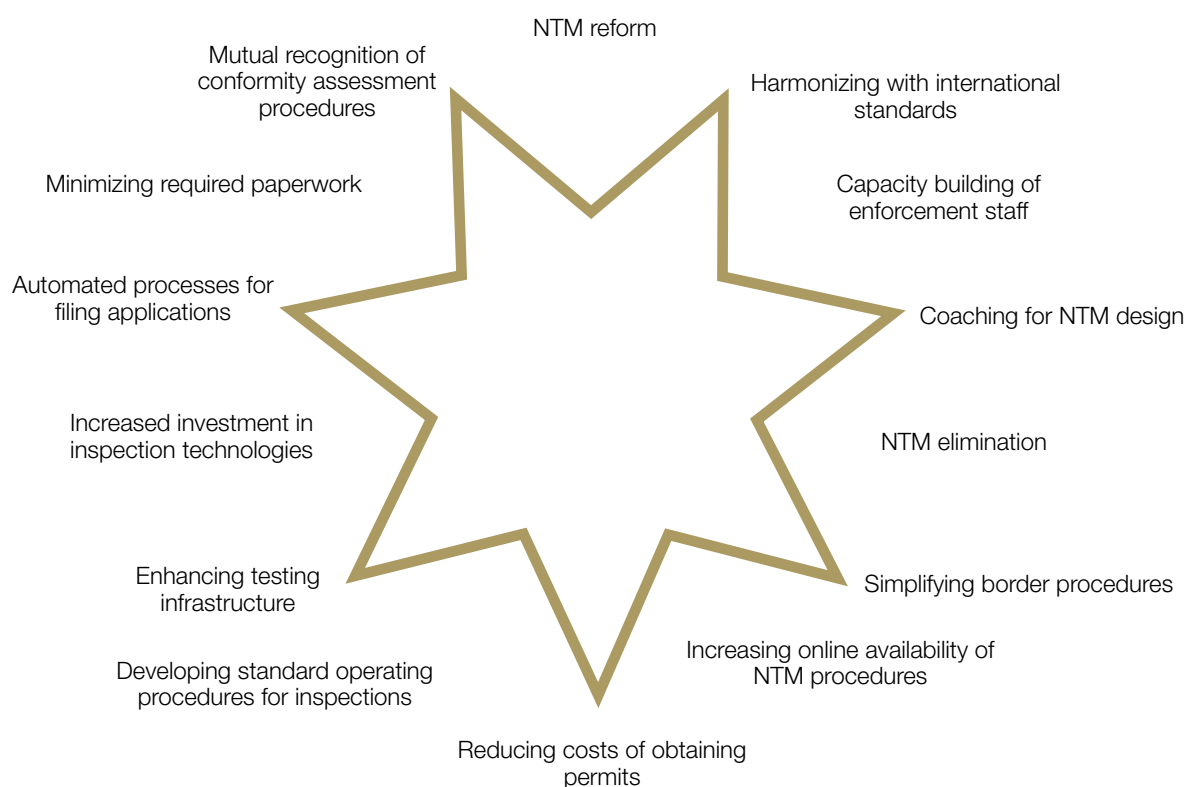 NTM reform
Mutual recognition of
conformity assessment
procedures
Harmonizing with international
standards
Minimizing required paperwork
Capacity building of
enforcement staff
Automated processes for
filing applications
Coaching for NTM design
Increased investment in
inspection technologies
NTM elimination
Enhancing testing
infrastructure
Simplifying border procedures
Developing standard operating
procedures for inspections
Increasing online availability of
NTM procedures
Reducing costs of obtaining
permits